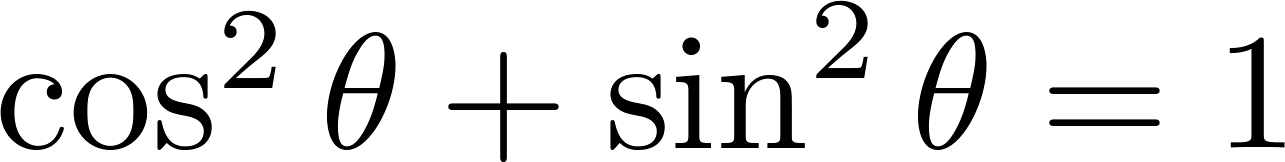 cos² θ + sin² θ = 1